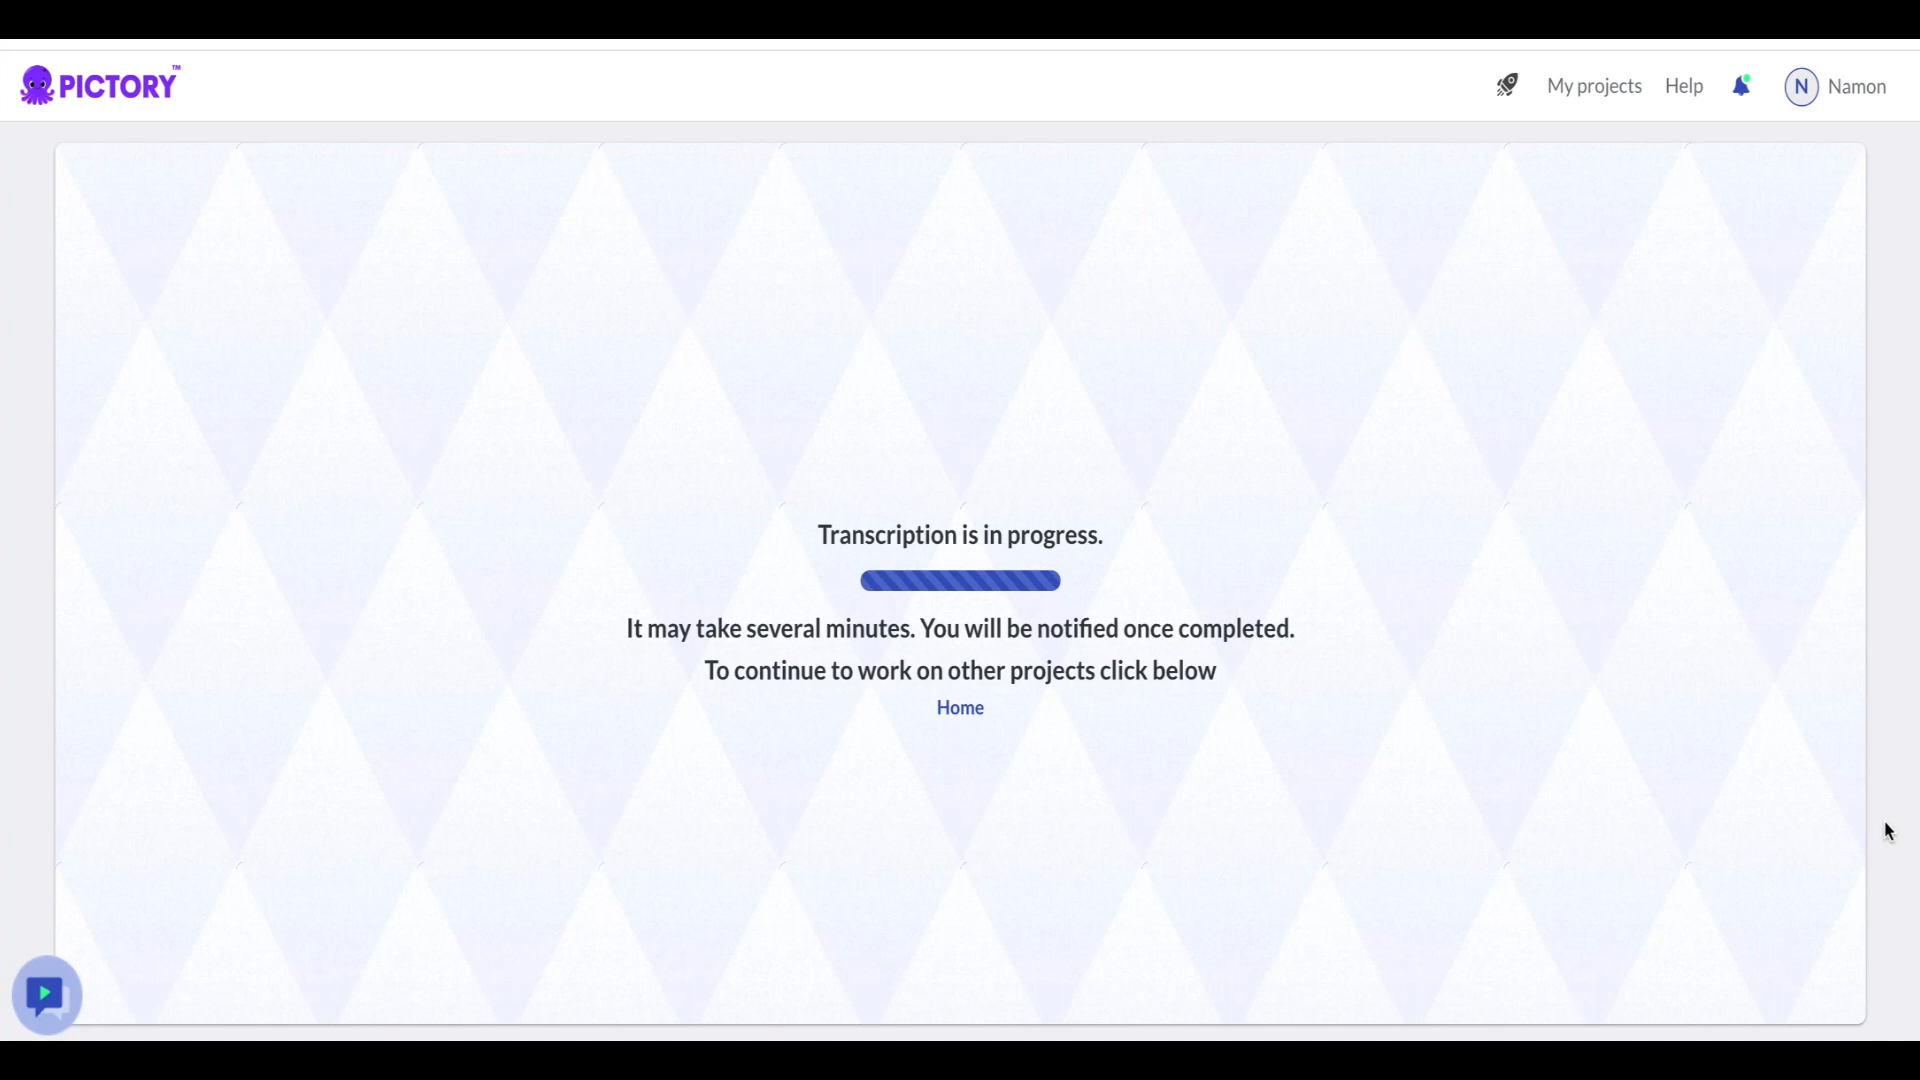 PICTORY™
My projects
Help
N
Namon
Transcription is in progress.
It may take several minutes. You will be notified once completed.
To continue to work on other projects click below
Home